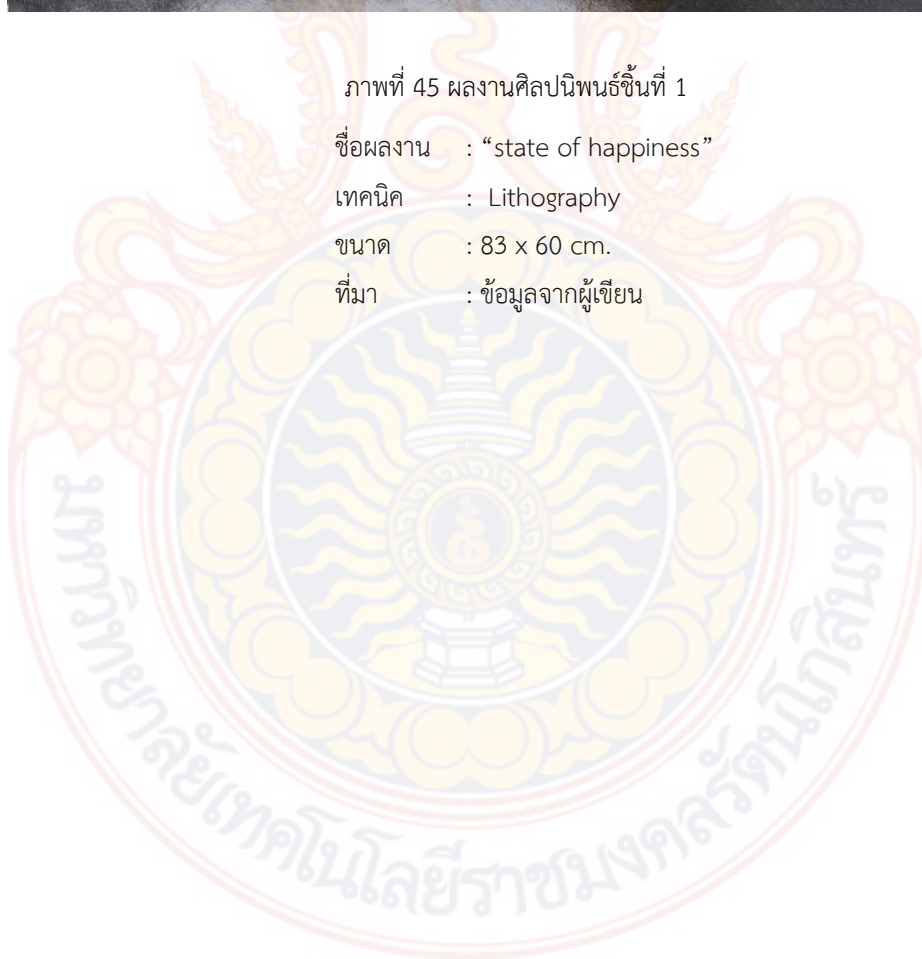 ภาพที่ 45 ผลงานศิลปนิพนธ์ชิ้นที่ 1
ชื่อผลงาน : “state of happiness”
เทคนิค : Lithography
ขนาด : 83 x 60 cm.
ที่มา : ข้อมูลจากผู้เขียน
มหาวิทยาลัยเทคโนโลยีราชมงคลรัตนโกสินทร์